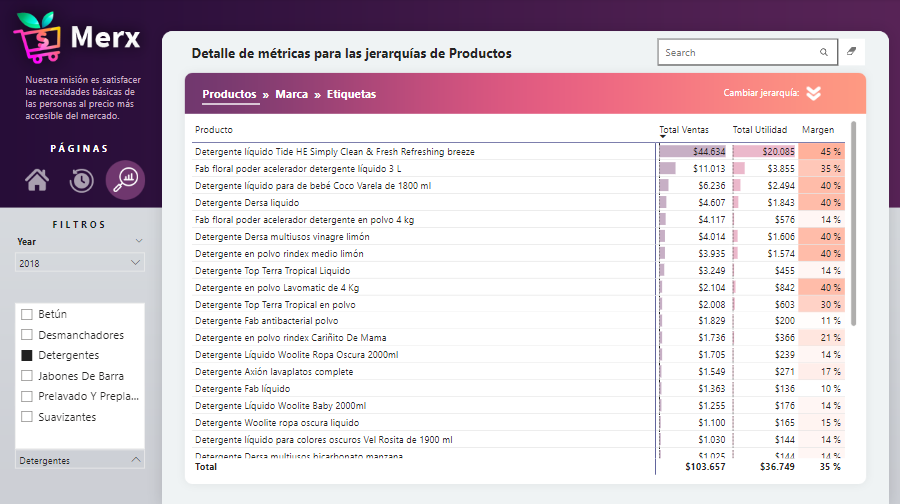 Merx
Nuestra misión es satisfacer
las necesidades básicas de
las personas al precio más
accesible del mercado.
PÁGINAS
FILTROS
Year
2018
Betún
Desmanchadores
Detergentes
Jabones De Barra
Prelavado Y Prepla...
Suavizantes
Detergentes
Detalle de métricas para las jerarquías de Productos
Search
Productos » Marca » Etiquetas
Cambiar jerarquía:
Producto Total Ventas Total Utilidad Margen
Detergente líquido Tide HE Simply Clean & Fresh Refreshing breeze $44.634 $20.085 45 %
Fab floral poder acelerador detergente líquido 3 L $11.013 $3.855 35 %
Detergente líquido para de bebé Coco Varela de 1800 ml $6.236 $2.494 40 %
Detergente Dersa liquido $4.607 $1.843 40 %
Fab floral poder acelerador detergente en polvo 4 kg $4.117 $576 14 %
Detergente Dersa multiusos vinagre limón $4.014 $1.606 40 %
Detergente en polvo rindex medio limón $3.935 $1.574 40 %
Detergente Top Terra Tropical Liquido $3.249 $455 14 %
Detergente en polvo Lavomatic de 4 Kg $2.104 $842 40 %
Detergente Top Terra Tropical en polvo $2.008 $603 30 %
Detergente Fab antibacterial polvo $1.829 $200 11 %
Detergente en polvo rindex Cariñito De Mama $1.736 $366 21 %
Detergente Líquido Woolite Ropa Oscura 2000ml $1.705 $239 14 %
Detergente Axión lavaplatos complete $1.549 $271 17 %
Detergente Fab líquido $1.363 $136 10 %
Detergente Líquido Woolite Baby 2000ml $1.255 $176 14 %
Detergente Woolite ropa oscura liquido $1.100 $165 15 %
Detergente líquido para colores oscuros Vel Rosita de 1900 ml $1.030 $144 14 %
Detergente Dersa multiusos bicarbonato manzana $1.025 $144 14 %
Total $103.657 $36.749 35 %